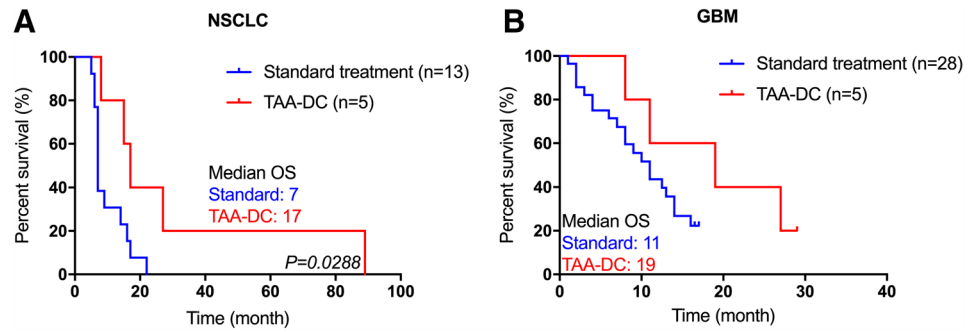 A
NSCLC
Percent survival (%)
100
80
60
40
20
0
0 20 40 60 80 100
Time (month)
Standard treatment (n=13)
TAA-DC (n=5)
Median OS
Standard: 7
TAA-DC: 17
P=0.0288
B
GBM
Percent survival (%)
100
80
60
40
20
0
0 10 20 30 40
Time (month)
Standard treatment (n=28)
TAA-DC (n=5)
Median OS
Standard: 11
TAA-DC: 19